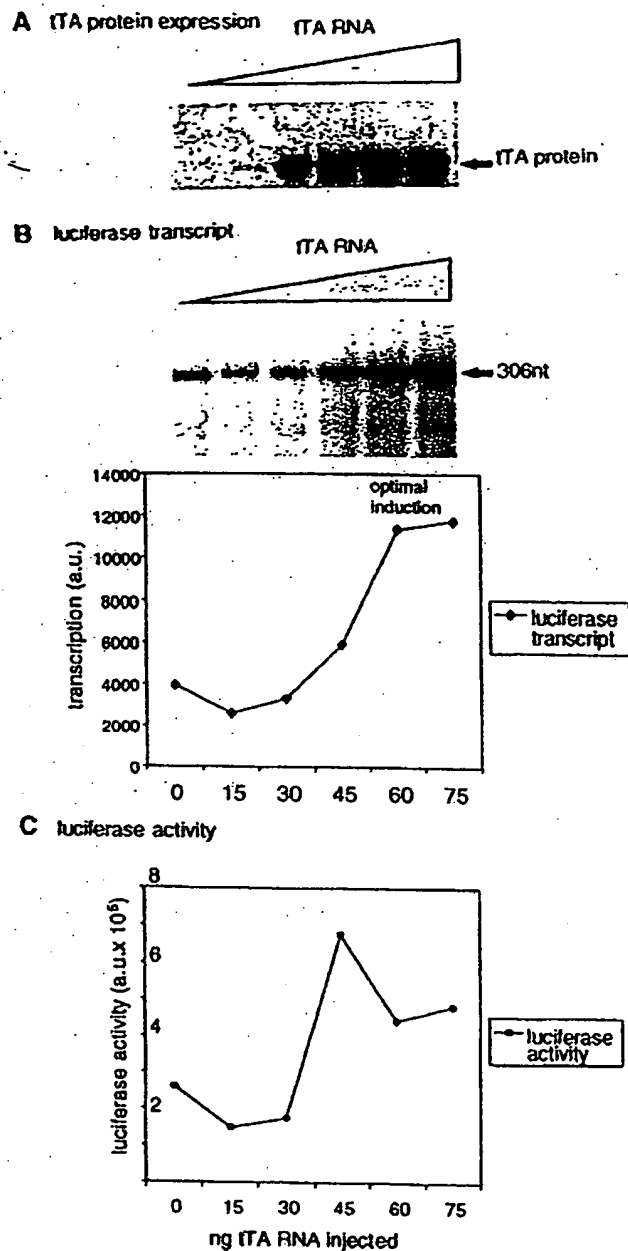 A tTA protein expression
tTA RNA
tTA protein
B luciferase transcript
tTA RNA
306nt
14000
12000
10000
8000
6000
4000
2000
0
transcription (a.u.)
optimal
induction
luciferase
transcript
0 15 30 45 60 75
C luciferase activity
8
6
4
2
luciferase activity (a.u.x 10⁵)
luciferase
activity
0 15 30 45 60 75
ng tTA RNA injected